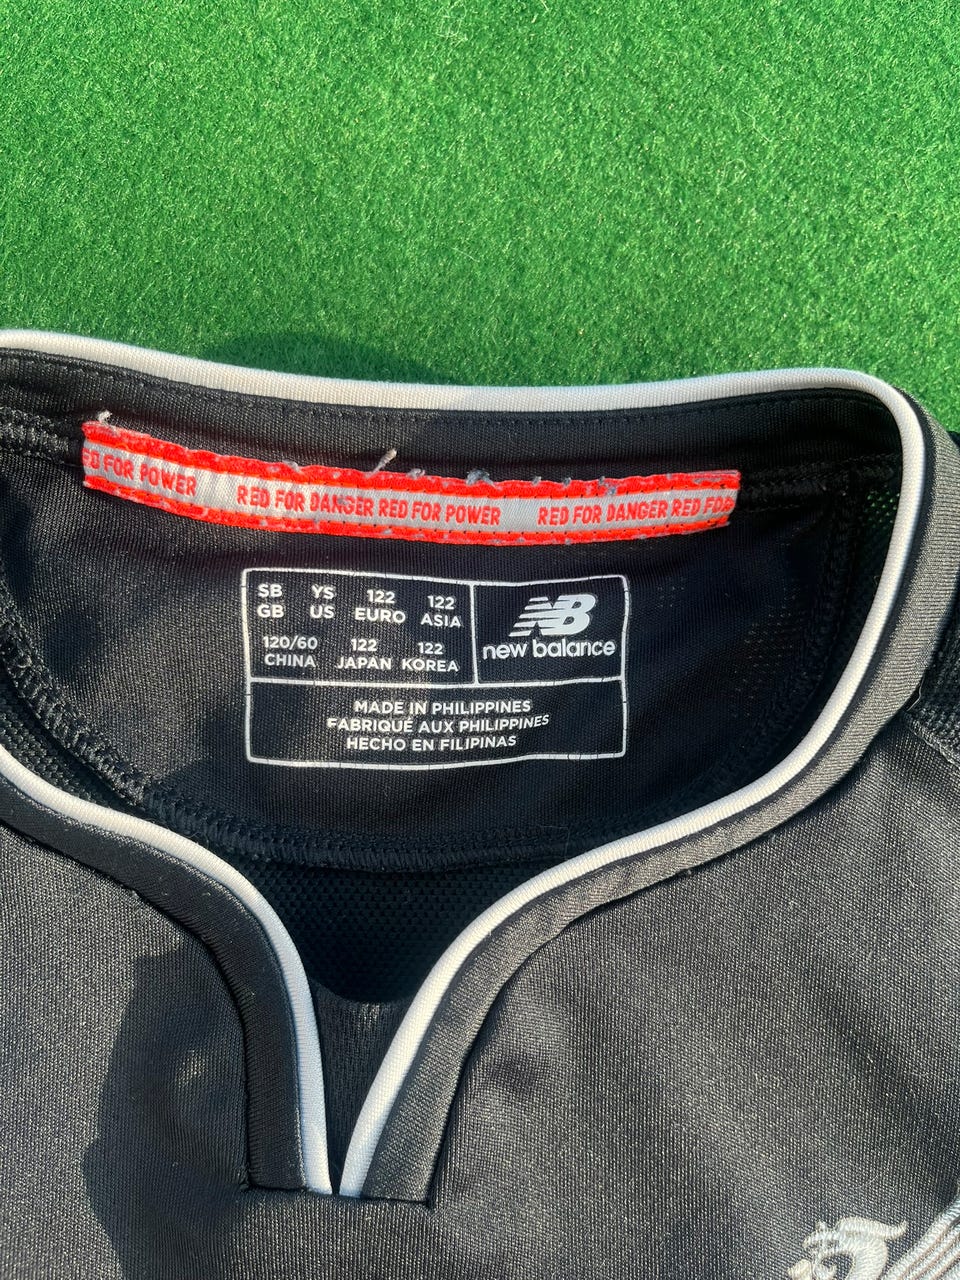 RED FOR POWER RED FOR DANGER RED FOR POWER RED FOR DANGER RED FOR
SB YS 122 122
GB US EURO ASIA
120/60 122 122
CHINA JAPAN KOREA
NB
new balance
MADE IN PHILIPPINES
FABRIQUÉ AUX PHILIPPINES
HECHO EN FILIPINAS